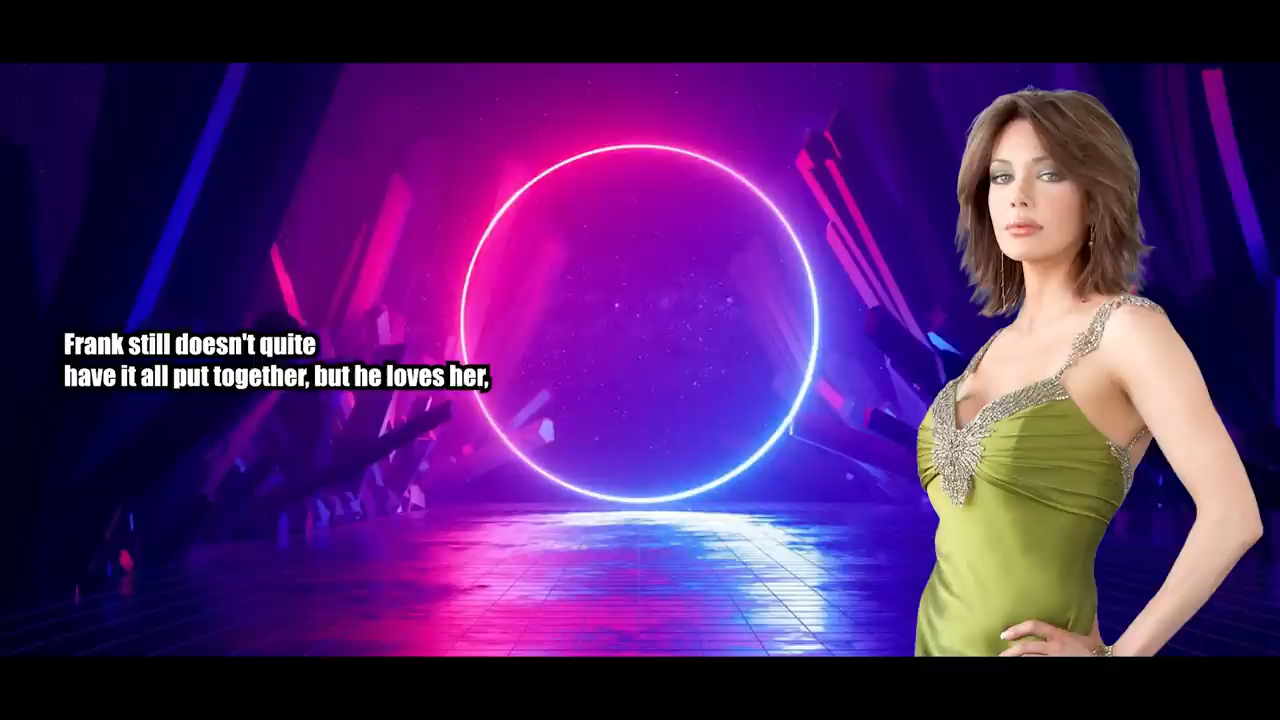 Frank still doesn't quite
have it all put together, but he loves her,